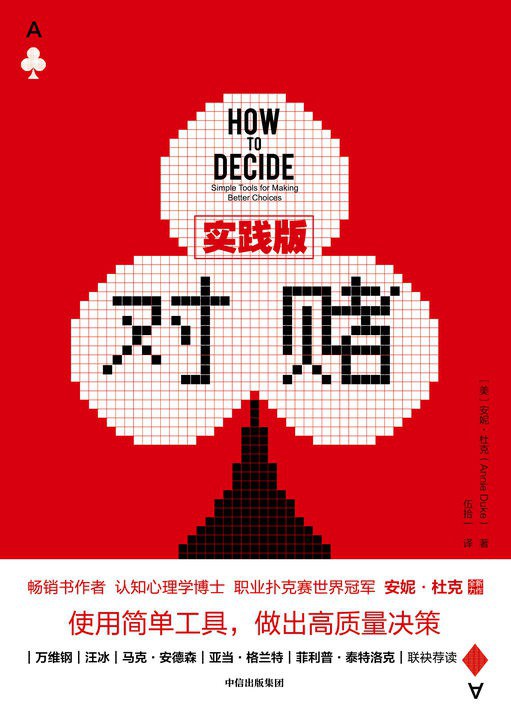 A
HOW
TO
DECIDE
Simple Tools for Making
Better Choices
实践版
对赌
[美] 安妮·杜克 (Annie Duke) 著
伍拾一 译
畅销书作者 认知心理学博士 职业扑克赛世界冠军 安妮·杜克 全新力作
使用简单工具，做出高质量决策
|万维钢|汪冰|马克·安德森|亚当·格兰特|菲利普·泰特洛克|联袂荐读
中信出版集团
A